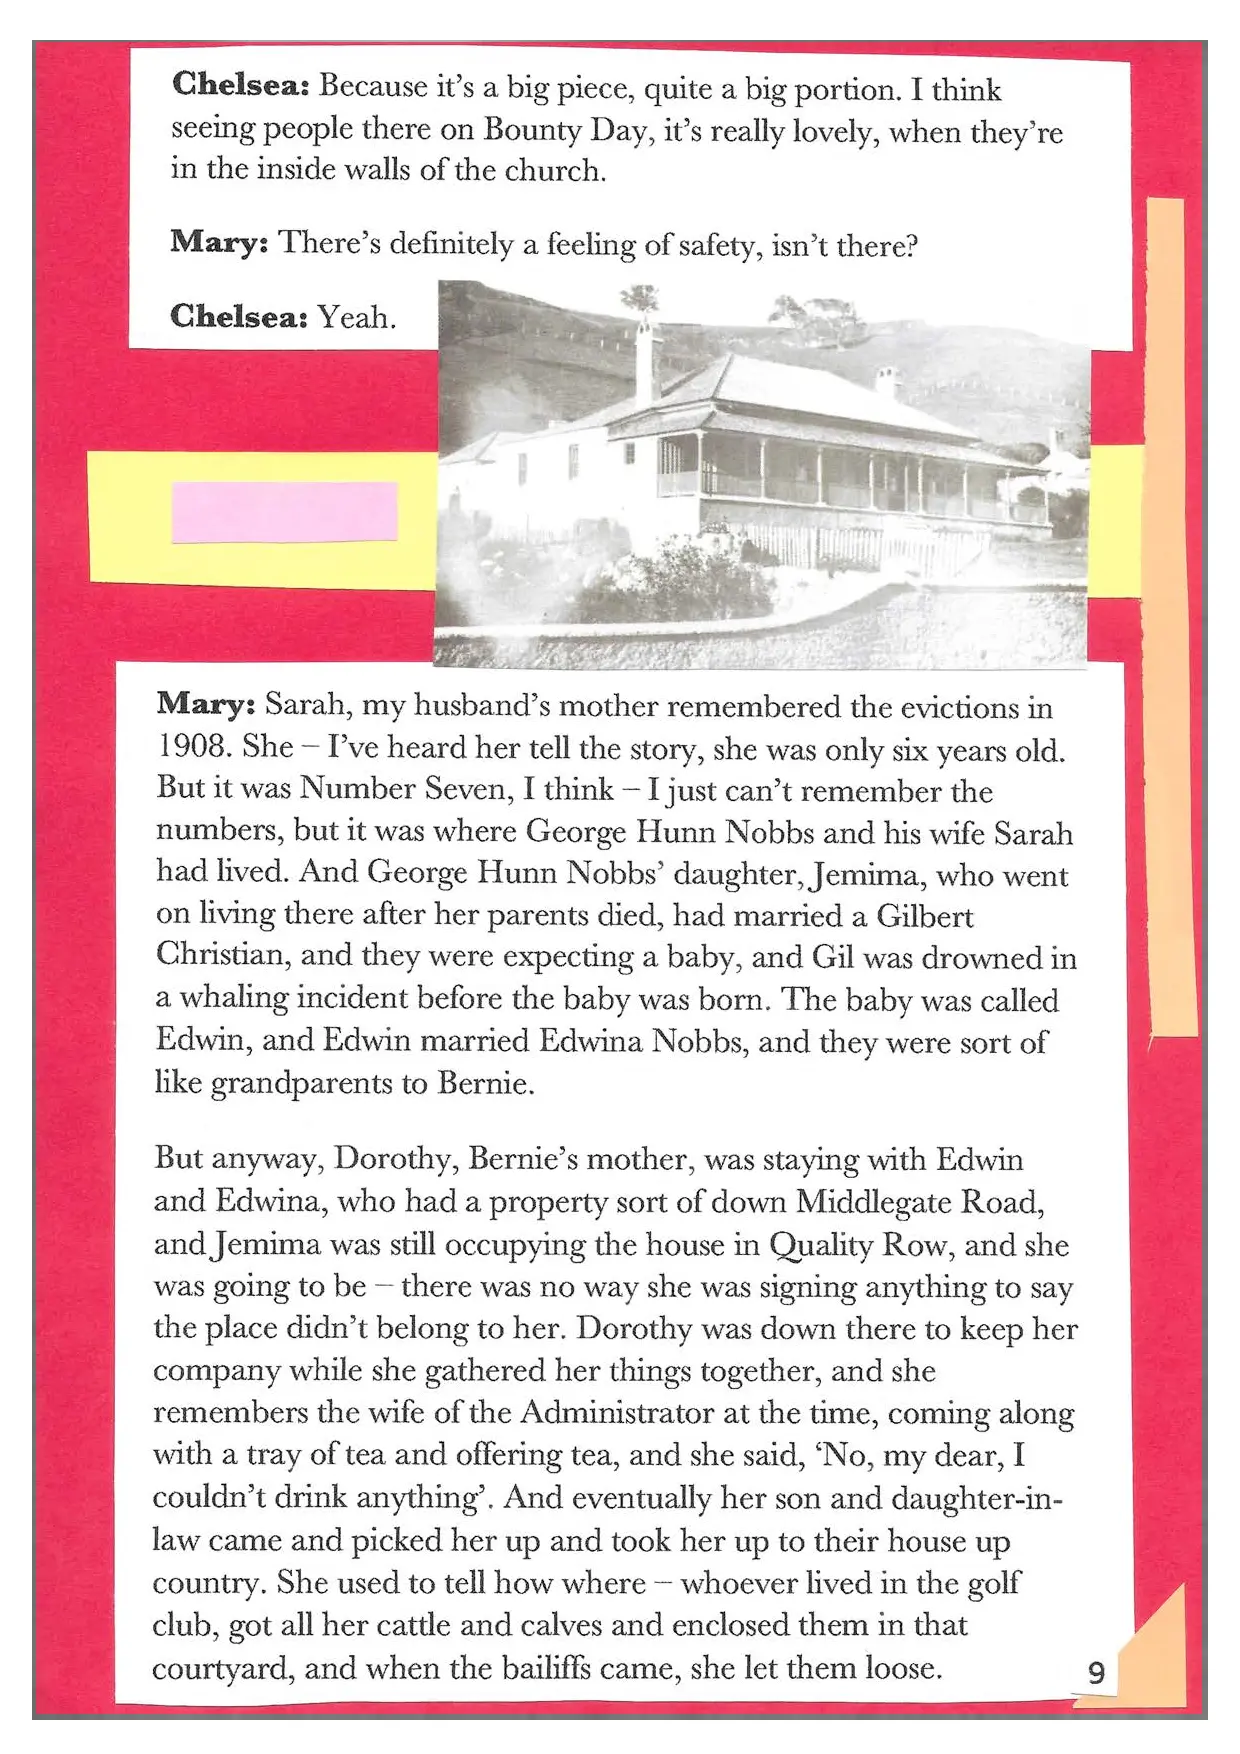 Chelsea: Because it's a big piece, quite a big portion. I think
seeing people there on Bounty Day, it's really lovely, when they're
in the inside walls of the church.
Mary: There's definitely a feeling of safety, isn't there?
Chelsea: Yeah.
Mary: Sarah, my husband's mother remembered the evictions in
1908. She – I've heard her tell the story, she was only six years old.
But it was Number Seven, I think – I just can't remember the
numbers, but it was where George Hunn Nobbs and his wife Sarah
had lived. And George Hunn Nobbs' daughter, Jemima, who went
on living there after her parents died, had married a Gilbert
Christian, and they were expecting a baby, and Gil was drowned in
a whaling incident before the baby was born. The baby was called
Edwin, and Edwin married Edwina Nobbs, and they were sort of
like grandparents to Bernie.
But anyway, Dorothy, Bernie's mother, was staying with Edwin
and Edwina, who had a property sort of down Middlegate Road,
and Jemima was still occupying the house in Quality Row, and she
was going to be – there was no way she was signing anything to say
the place didn't belong to her. Dorothy was down there to keep her
company while she gathered her things together, and she
remembers the wife of the Administrator at the time, coming along
with a tray of tea and offering tea, and she said, 'No, my dear, I
couldn't drink anything'. And eventually her son and daughter-in-
law came and picked her up and took her up to their house up
country. She used to tell how where – whoever lived in the golf
club, got all her cattle and calves and enclosed them in that
courtyard, and when the bailiffs came, she let them loose.
9